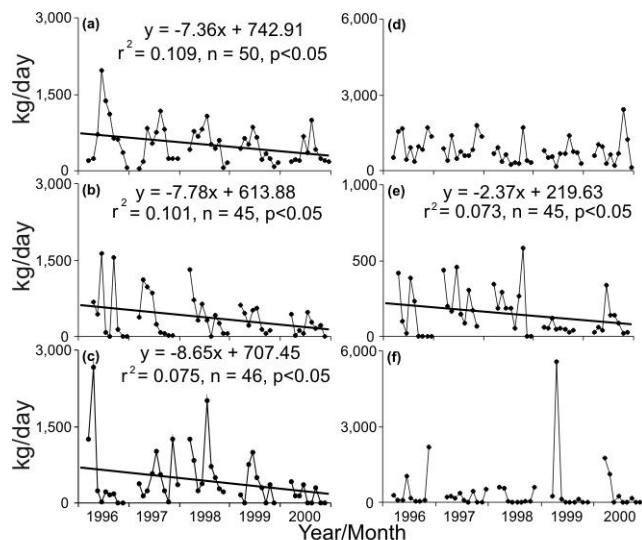 3,000 (a) y = -7.36x + 742.91
r² = 0.109, n = 50, p<0.05
1,500
0
kg/day
6,000 (d)
3,000
0
3,000 (b) y = -7.78x + 613.88
r² = 0.101, n = 45, p<0.05
1,500
0
kg/day
1,000 (e) y = -2.37x + 219.63
r² = 0.073, n = 45, p<0.05
500
0
3,000 (c) y = -8.65x + 707.45
r² = 0.075, n = 46, p<0.05
1,500
0
kg/day
6,000 (f)
3,000
0
1996 1997 1998 1999 2000 1996 1997 1998 1999 2000
Year/Month